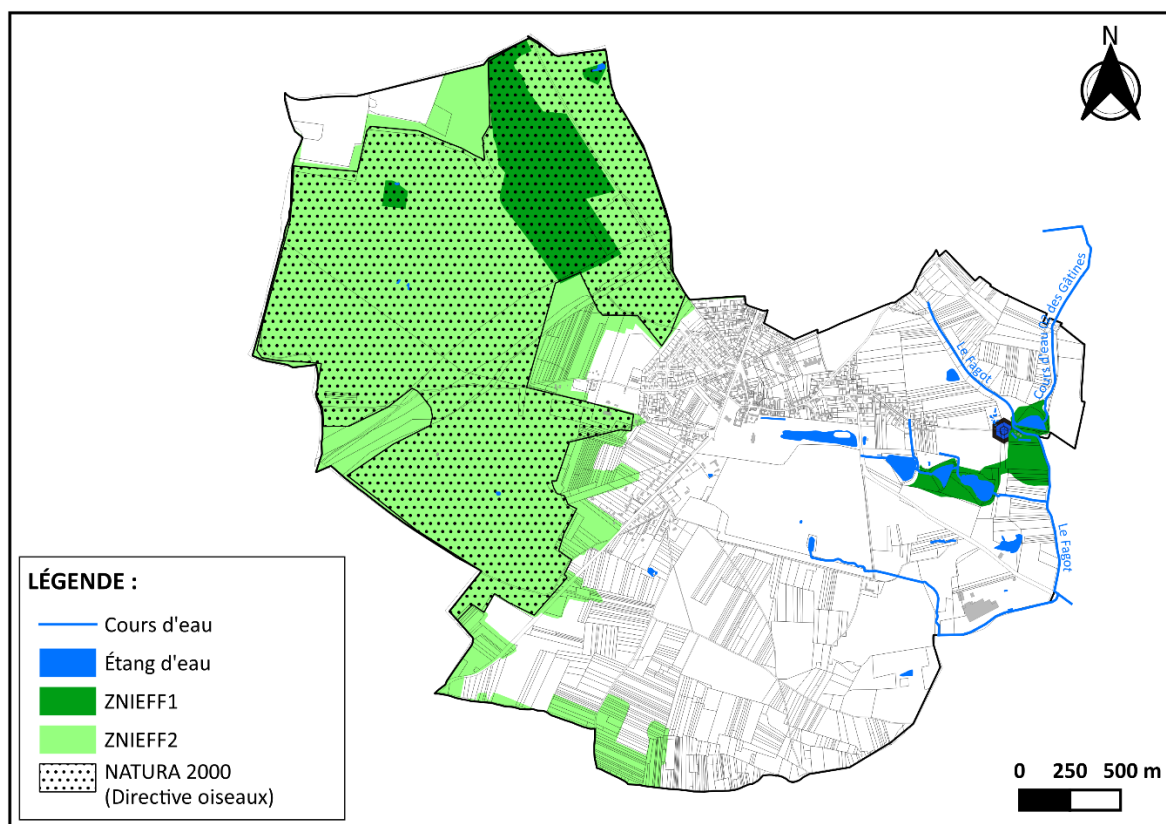 N
Cours d'eau 02 des Gâtines
Le Fagot
Le Fagot
LÉGENDE :
Cours d'eau
Étang d'eau
ZNIEFF1
ZNIEFF2
NATURA 2000
(Directive oiseaux)
0 250 500 m